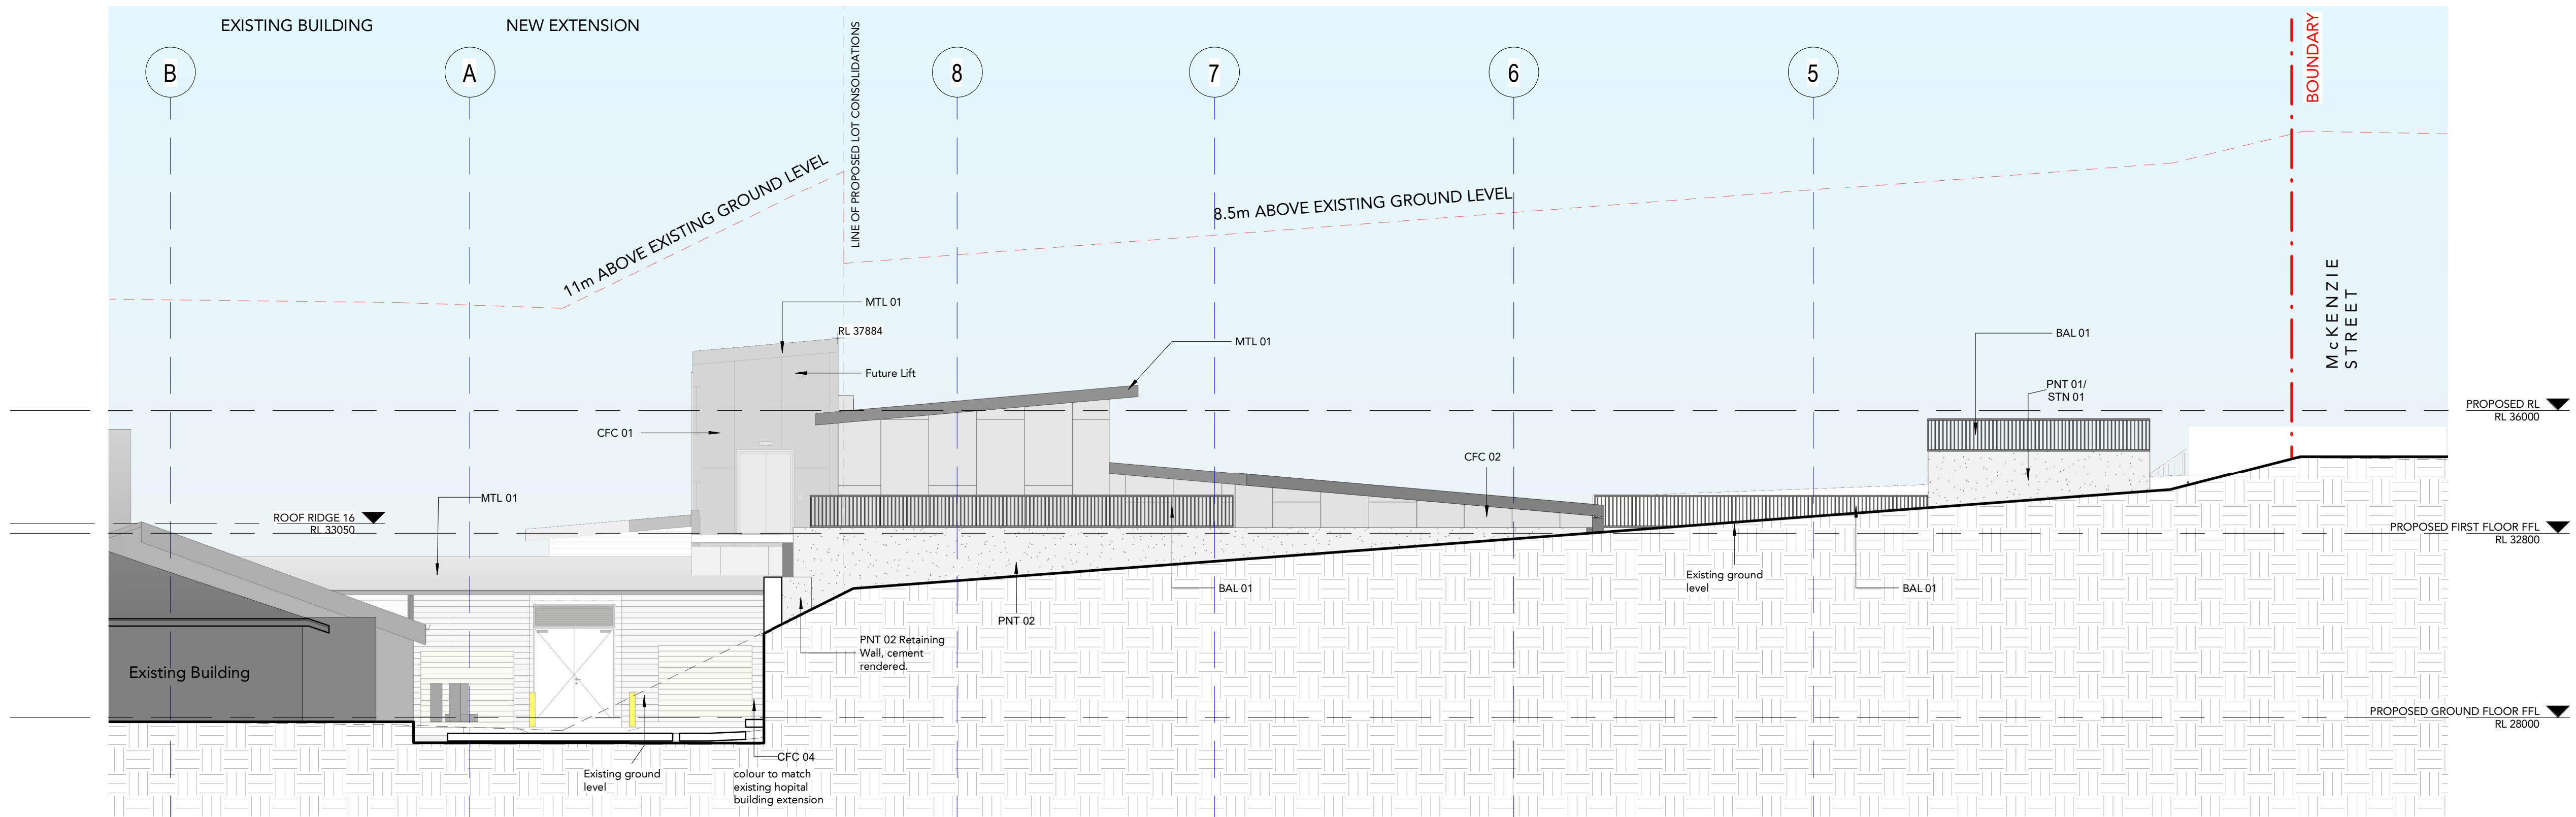 EXISTING BUILDING
NEW EXTENSION
LINE OF PROPOSED LOT CONSOLIDATIONS
BOUNDARY
B
A
8
7
6
5
11m ABOVE EXISTING GROUND LEVEL
8.5m ABOVE EXISTING GROUND LEVEL
McKENZIE
STREET
MTL 01
RL 37884
MTL 01
BAL 01
Future Lift
PNT 01/
STN 01
PROPOSED RL
RL 36000
CFC 01
CFC 02
MTL 01
ROOF RIDGE 16
RL 33050
PROPOSED FIRST FLOOR FFL
RL 32800
Existing ground
level
BAL 01
BAL 01
PNT 02
PNT 02 Retaining
Wall, cement
rendered.
Existing Building
PROPOSED GROUND FLOOR FFL
RL 28000
CFC 04
colour to match
existing hopital
building extension
Existing ground
level